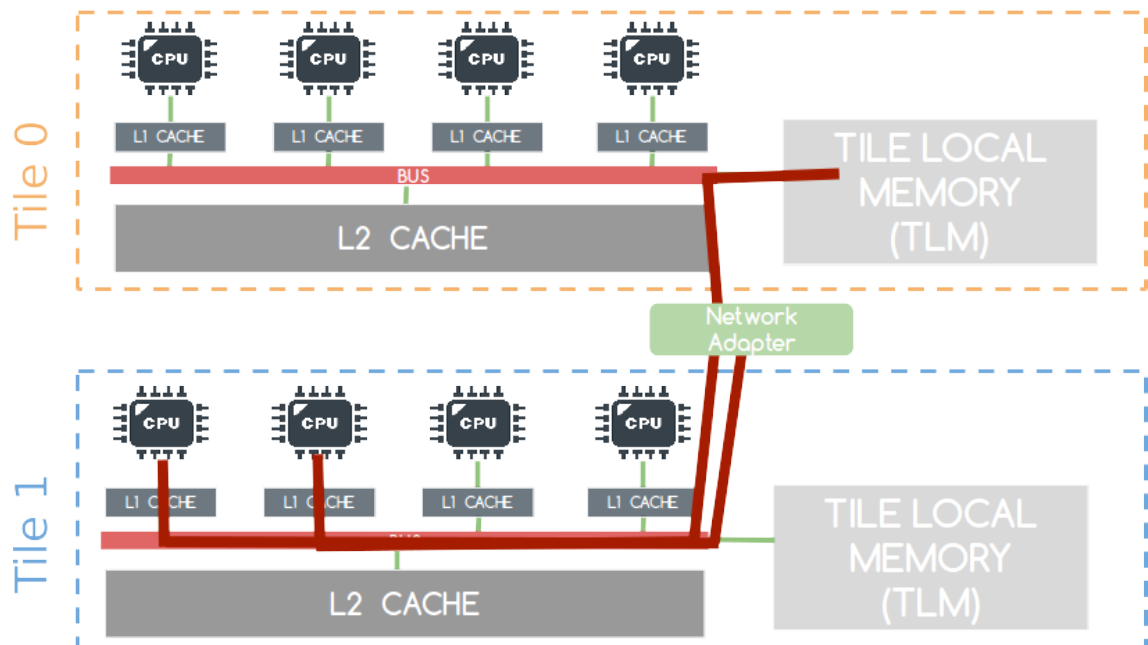 Tile 0
CPU
CPU
CPU
CPU
L1 CACHE
L1 CACHE
L1 CACHE
L1 CACHE
BUS
L2 CACHE
TILE LOCAL
MEMORY
(TLM)
Network
Adapter
Tile 1
CPU
CPU
CPU
CPU
L1 CACHE
L1 CACHE
L1 CACHE
L1 CACHE
L2 CACHE
TILE LOCAL
MEMORY
(TLM)